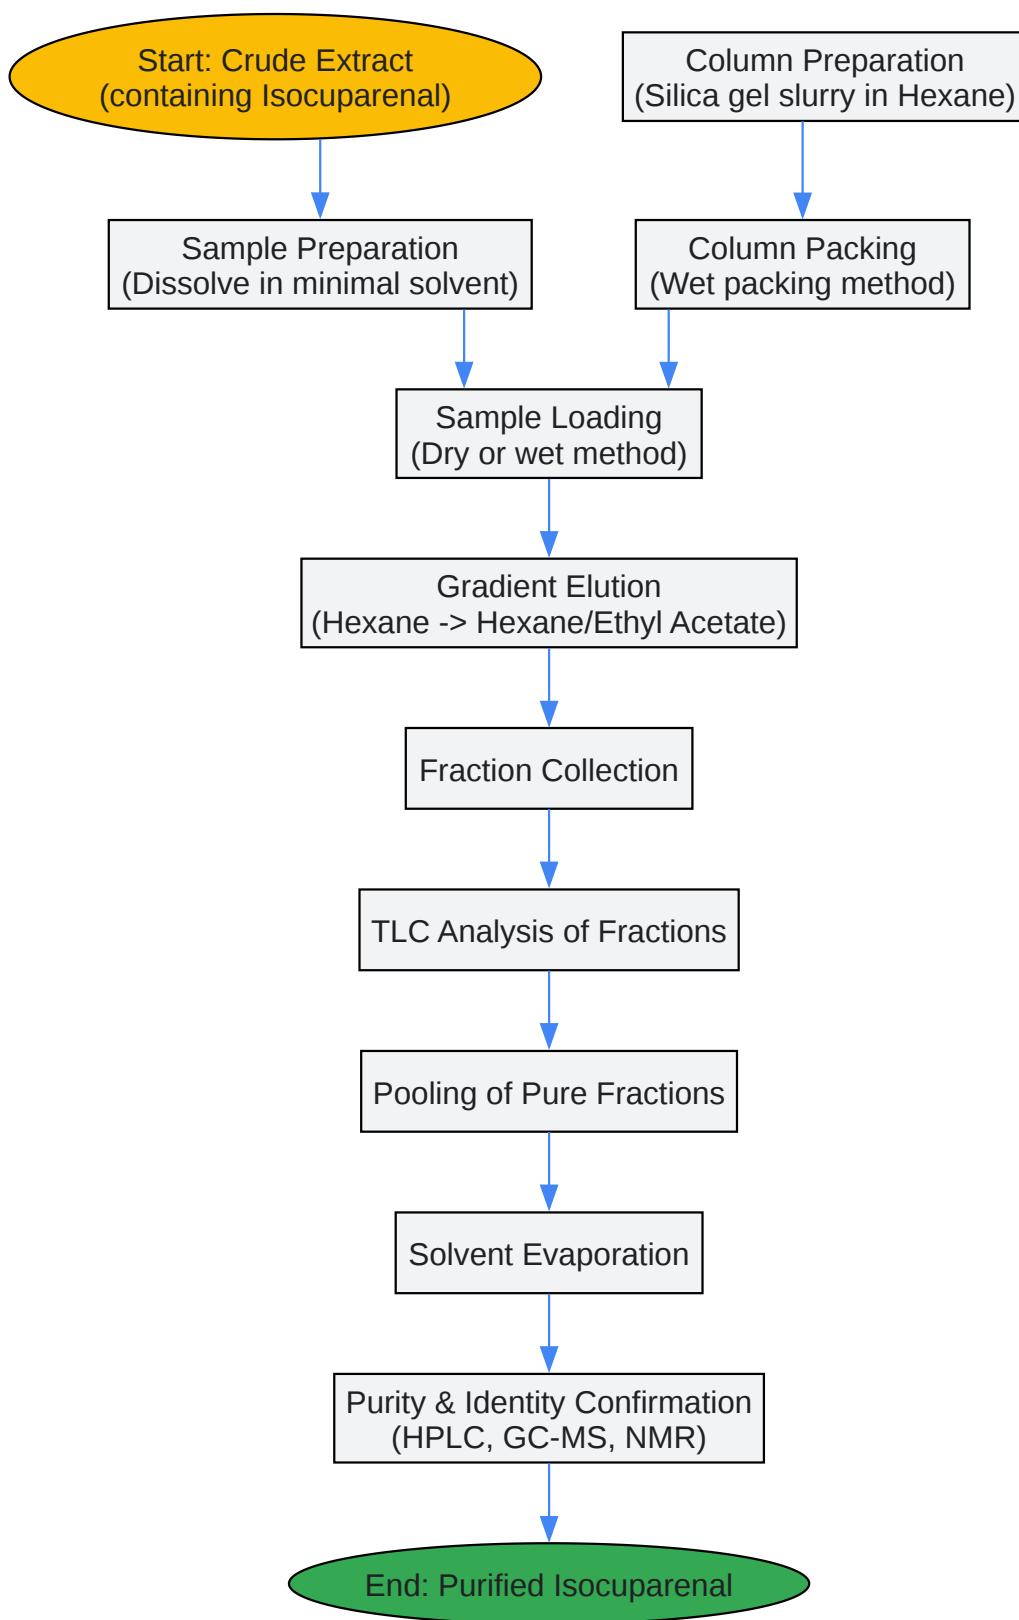 Start: Crude Extract
(containing Isocuparenal)
Column Preparation
(Silica gel slurry in Hexane)
Sample Preparation
(Dissolve in minimal solvent)
Column Packing
(Wet packing method)
Sample Loading
(Dry or wet method)
Gradient Elution
(Hexane -> Hexane/Ethyl Acetate)
Fraction Collection
TLC Analysis of Fractions
Pooling of Pure Fractions
Solvent Evaporation
Purity & Identity Confirmation
(HPLC, GC-MS, NMR)
End: Purified Isocuparenal